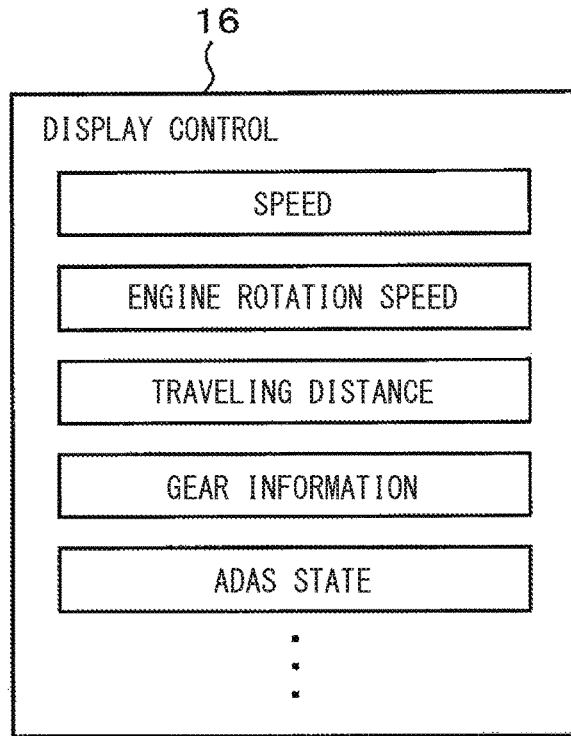 16
DISPLAY CONTROL
SPEED
ENGINE ROTATION SPEED
TRAVELING DISTANCE
GEAR INFORMATION
ADAS STATE